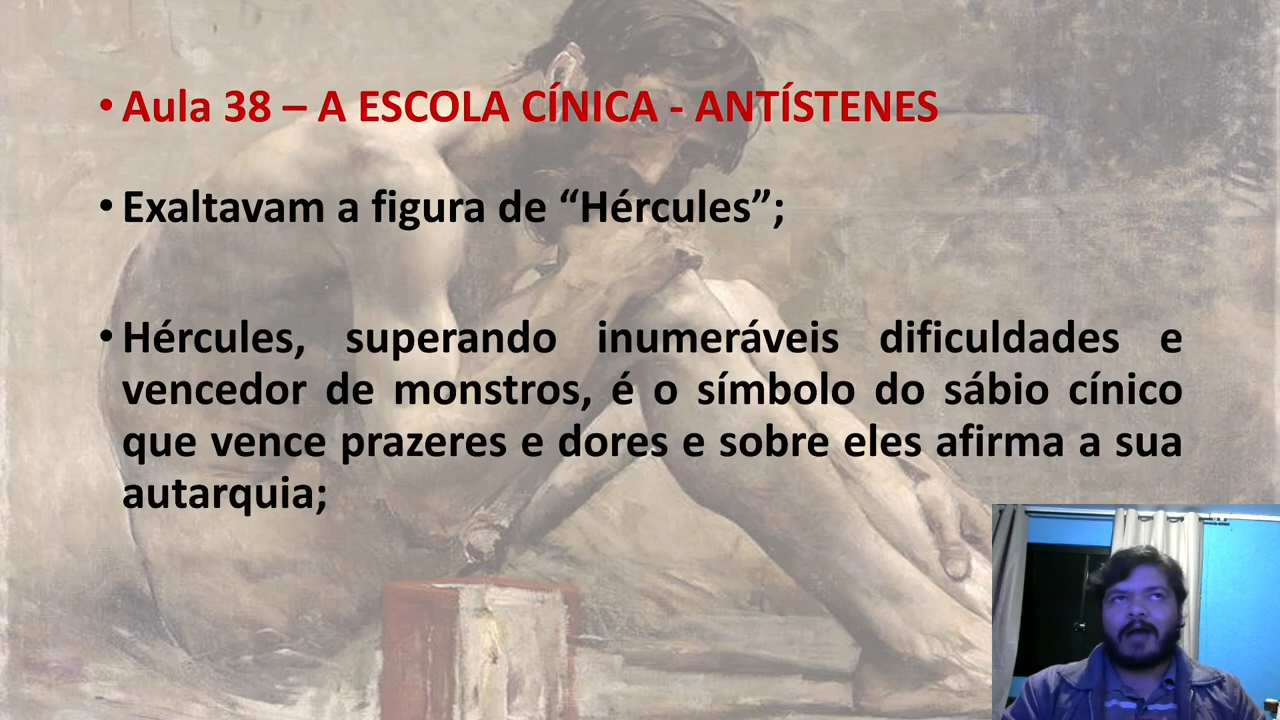 • Aula 38 – A ESCOLA CÍNICA - ANTÍSTENES
• Exaltavam a figura de “Hércules”;
• Hércules, superando inumeráveis dificuldades e
vencedor de monstros, é o símbolo do sábio cínico
que vence prazeres e dores e sobre eles afirma a sua
autarquia;